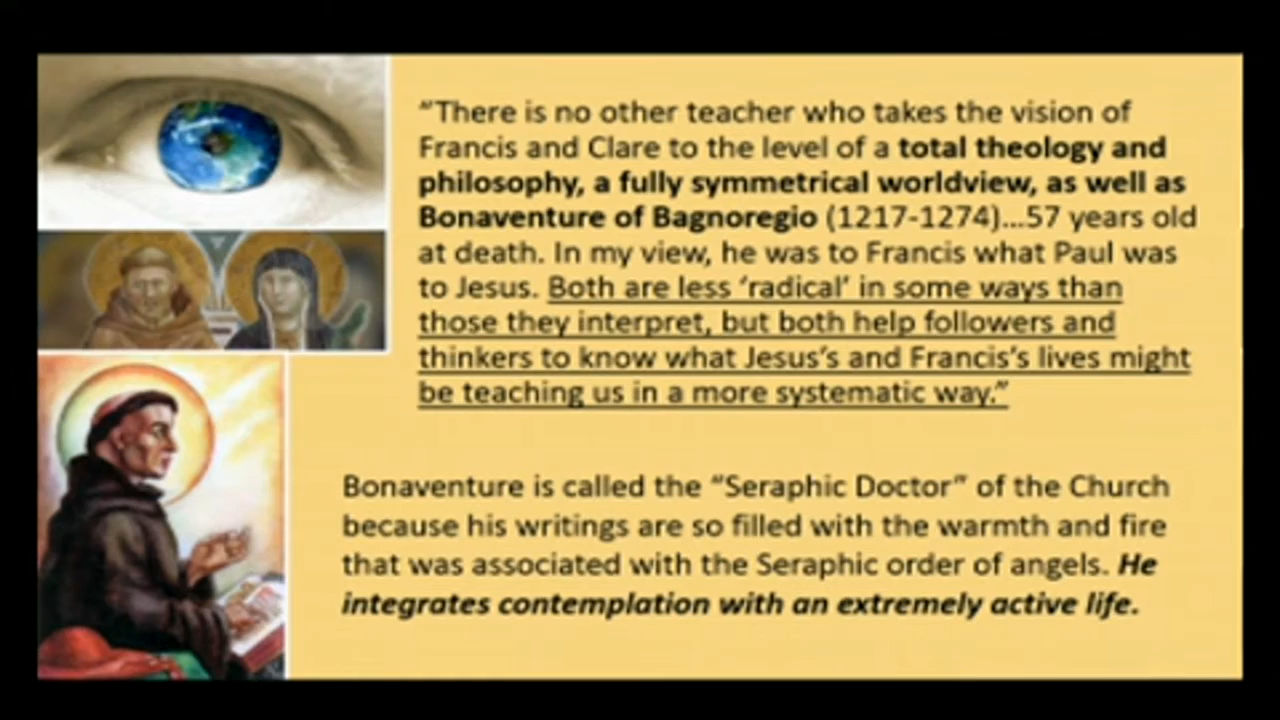 “There is no other teacher who takes the vision of
Francis and Clare to the level of a total theology and
philosophy, a fully symmetrical worldview, as well as
Bonaventure of Bagnoregio (1217-1274)...57 years old
at death. In my view, he was to Francis what Paul was
to Jesus. Both are less ‘radical’ in some ways than
those they interpret, but both help followers and
thinkers to know what Jesus’s and Francis’s lives might
be teaching us in a more systematic way.”
Bonaventure is called the “Seraphic Doctor” of the Church
because his writings are so filled with the warmth and fire
that was associated with the Seraphic order of angels. He
integrates contemplation with an extremely active life.